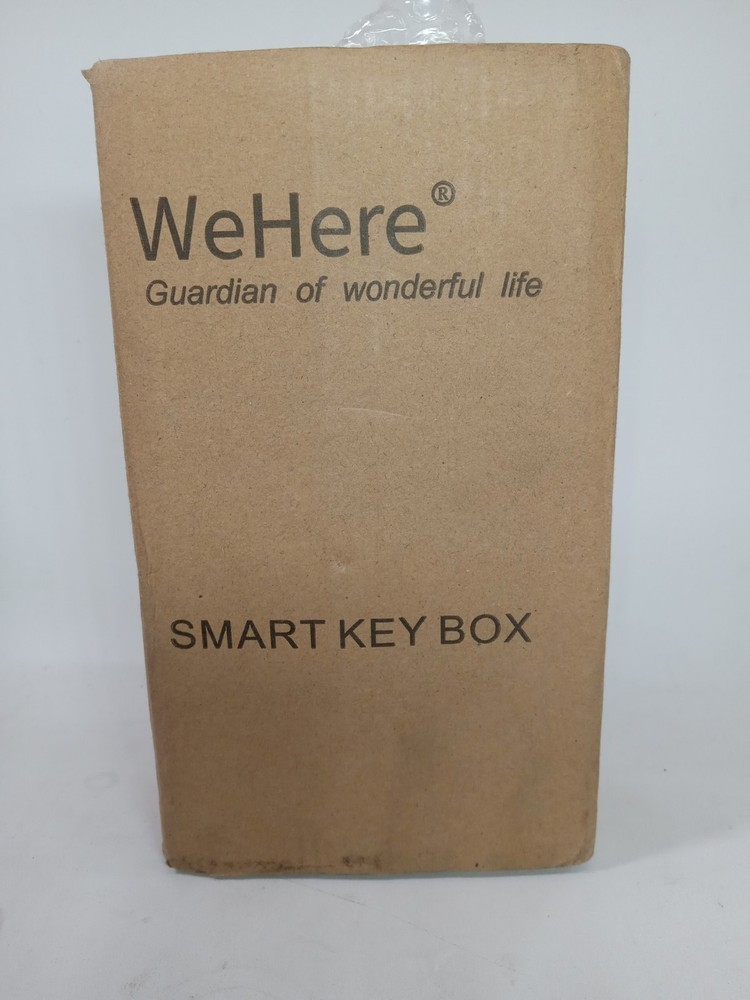 WeHere®
Guardian of wonderful life
SMART KEY BOX